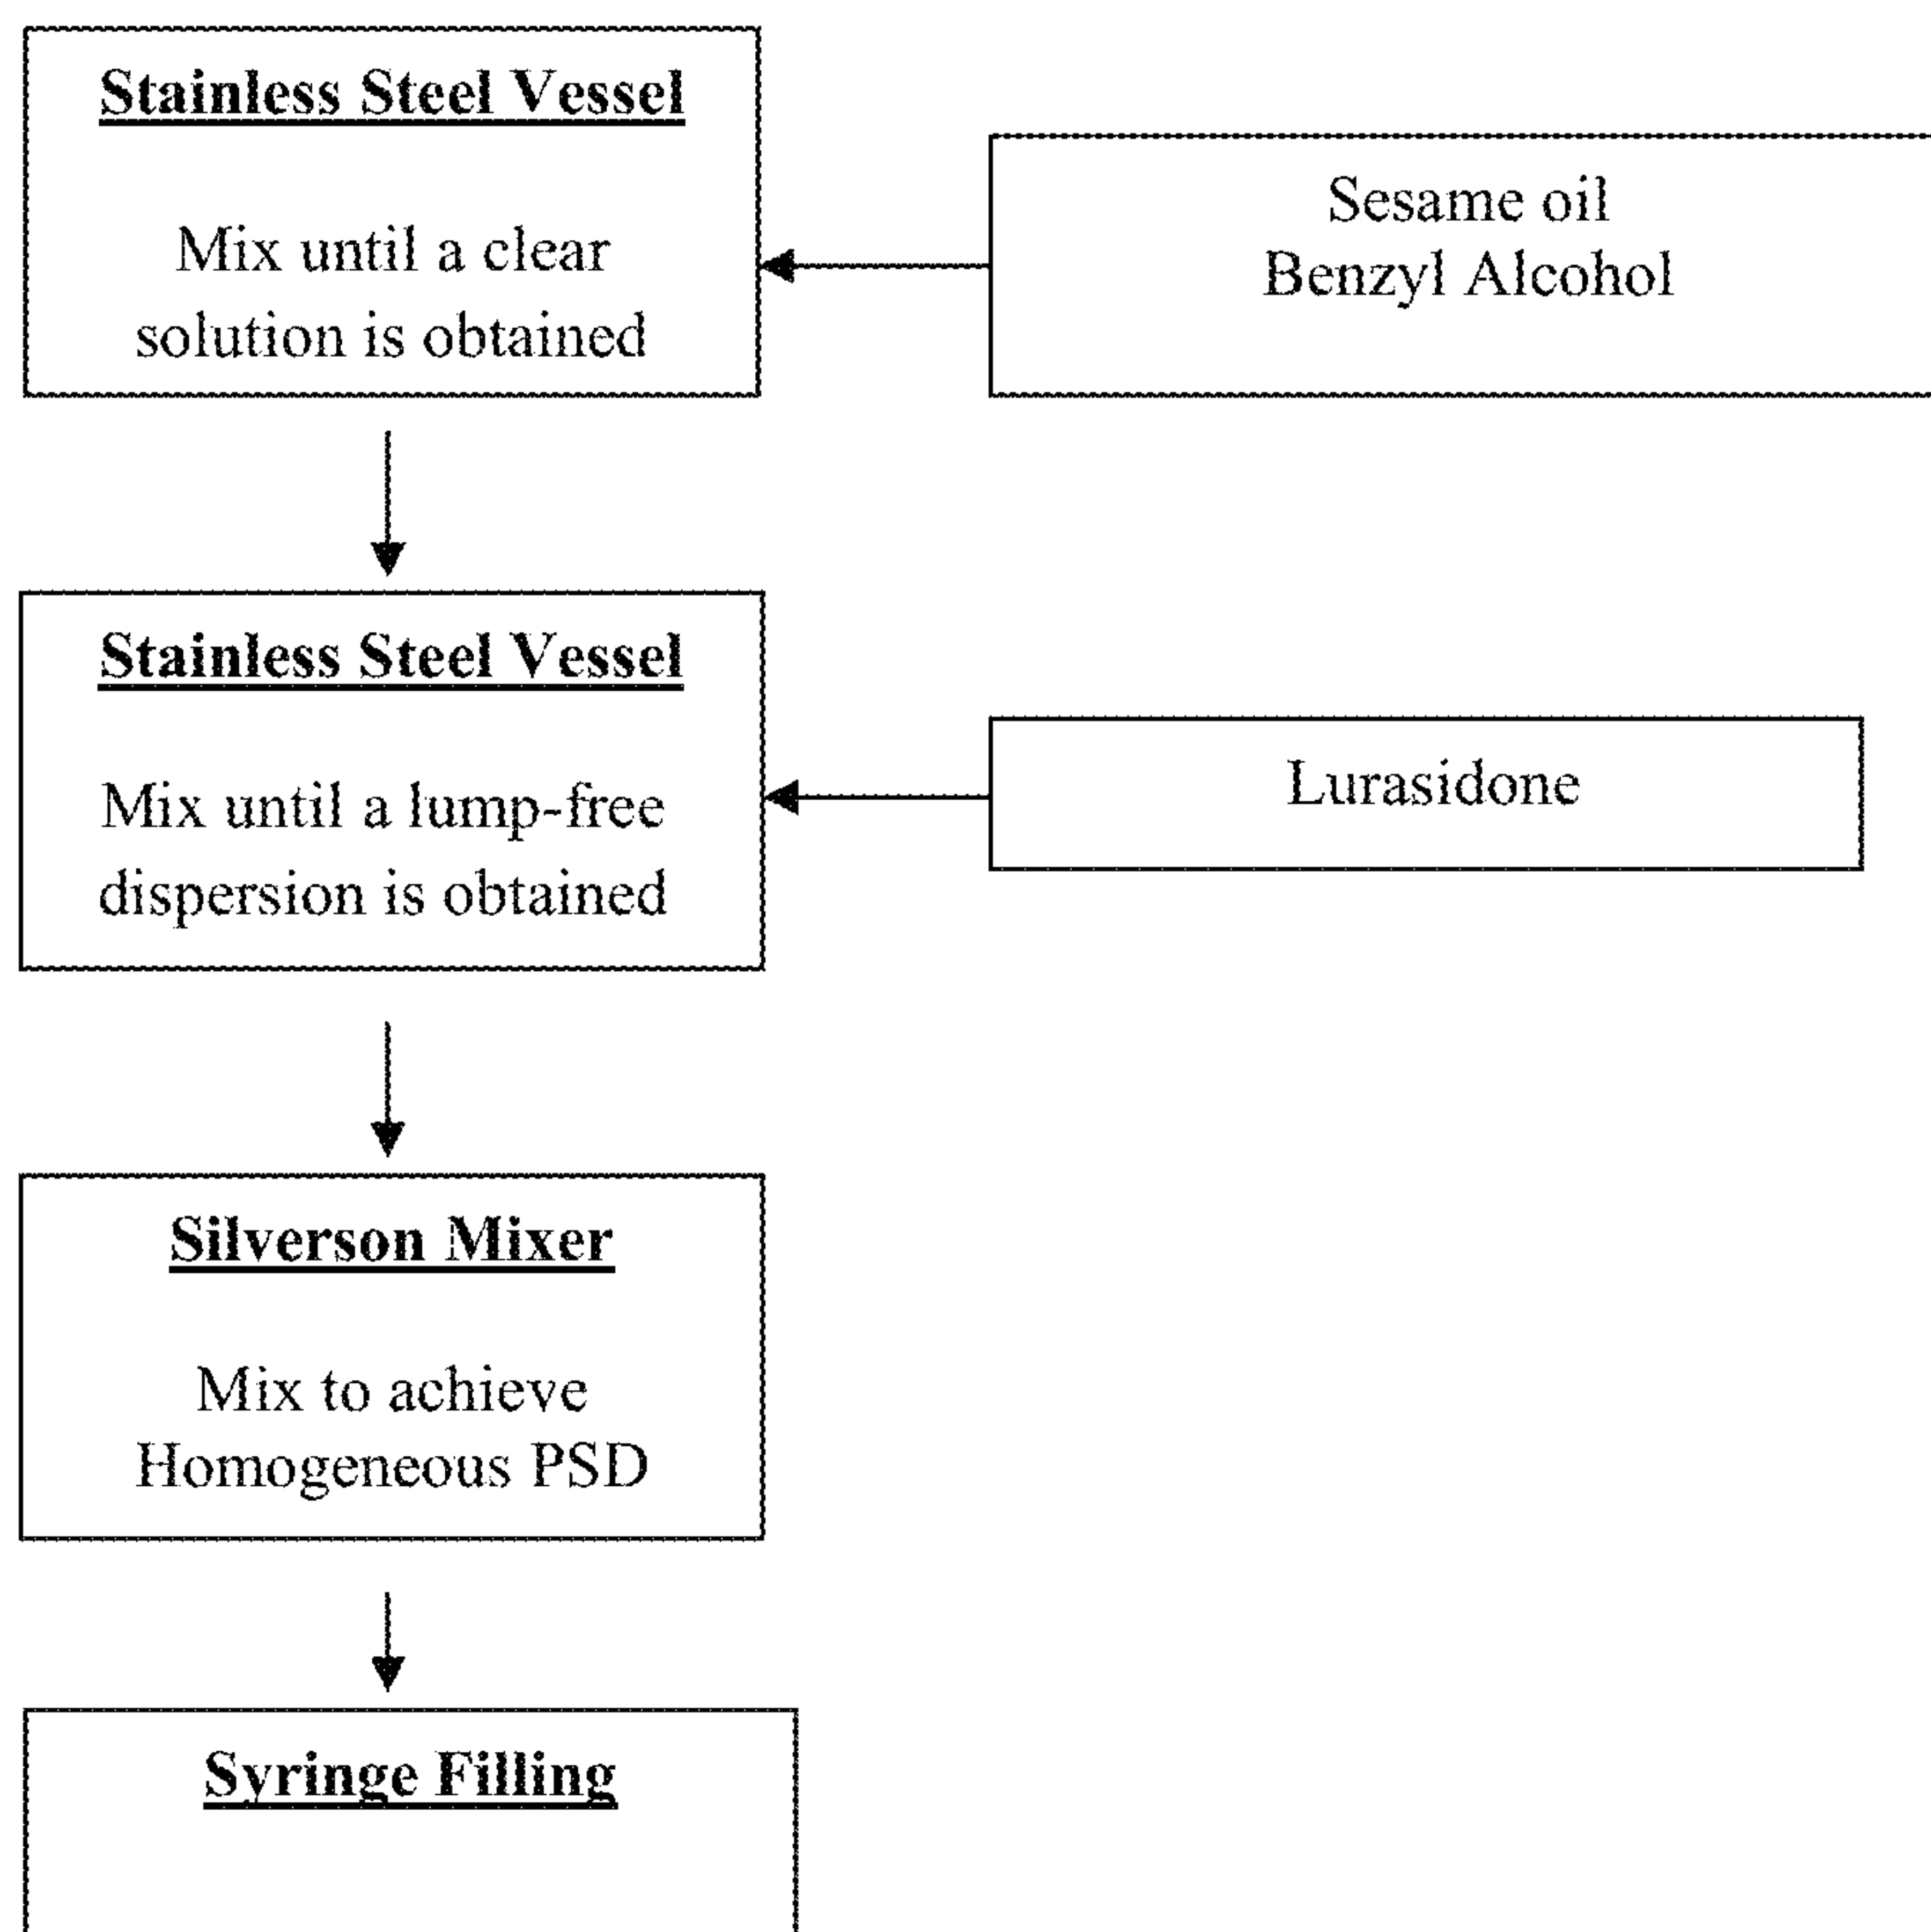 Stainless Steel Vessel
Mix until a clear
solution is obtained
Sesame oil
Benzyl Alcohol
Stainless Steel Vessel
Mix until a lump-free
dispersion is obtained
Lurasidone
Silverson Mixer
Mix to achieve
Homogeneous PSD
Syringe Filling